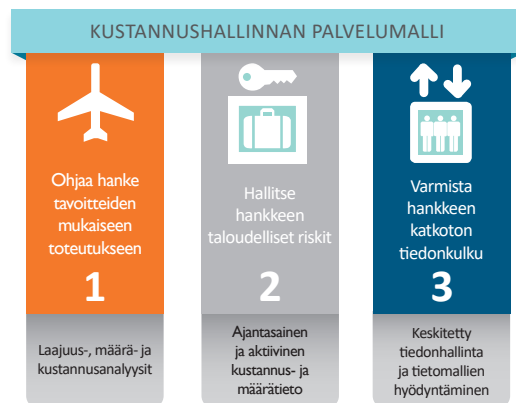 KUSTANNUSHALLINNAN PALVELUMALLI
Ohjaa hanke
tavoitteiden
mukaiseen
toteutukseen
1
Laajuus-, määrä- ja
kustannusanalyysit
Hallitse
hankkeen
taloudelliset riskit
2
Ajantasainen
ja aktiivinen
kustannus- ja
määrätieto
Varmista
hankkeen
katkoton
tiedonkulku
3
Keskitetty
tiedonhallinta
ja tietomallien
hyödyntäminen